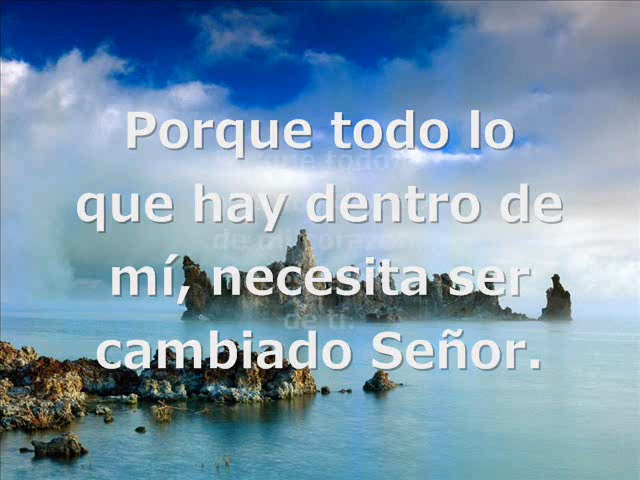 Porque todo lo
que hay dentro de
mí, necesita ser
cambiado Señor.